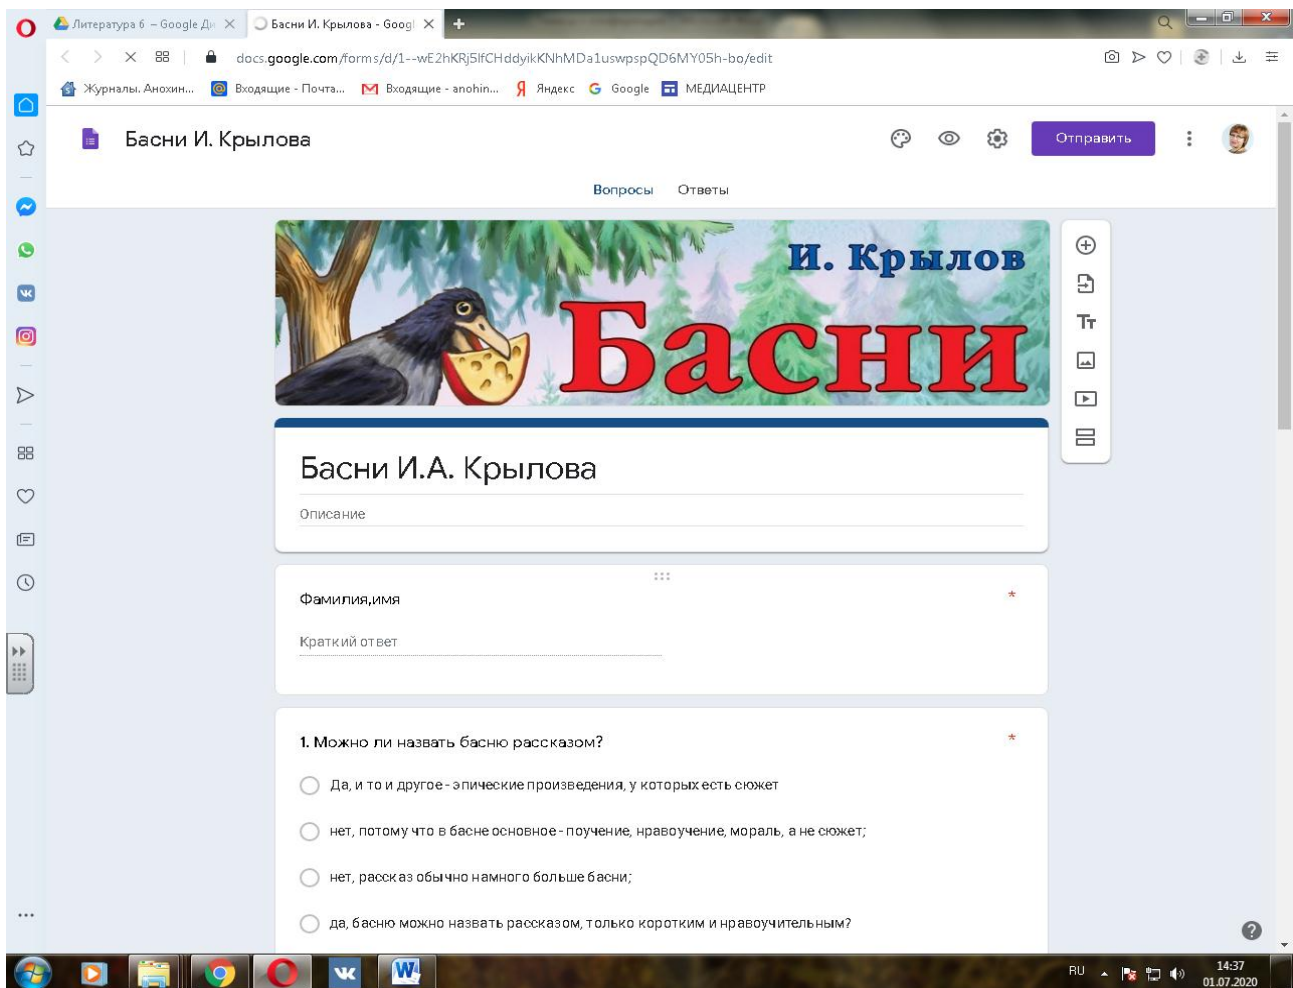 Литература 6 – Google Ди
Басни И. Крылова - Googl
docs.google.com/forms/d/1--wE2hKRj5IfCHddyikKNhMDa1uswpspQD6MY05h-bo/edit
Журналы. Анохин...
Входящие - Почта...
Входящие - anohin...
Яндекс
Google
МЕДИАЦЕНТР
Басни И. Крылова
Отправить
Вопросы Ответы
И. Крылов
Басни
Басни И.А. Крылова
Описание
Фамилия,имя *
Краткий ответ
1. Можно ли назвать басню рассказом? *
Да, и то и другое - эпические произведения, у которых есть сюжет
нет, потому что в басне основное - поучение, нравоучение, мораль, а не сюжет;
нет, рассказ обычно намного больше басни;
да, басню можно назвать рассказом, только коротким и нравоучительным?
RU
14:37
01.07.2020